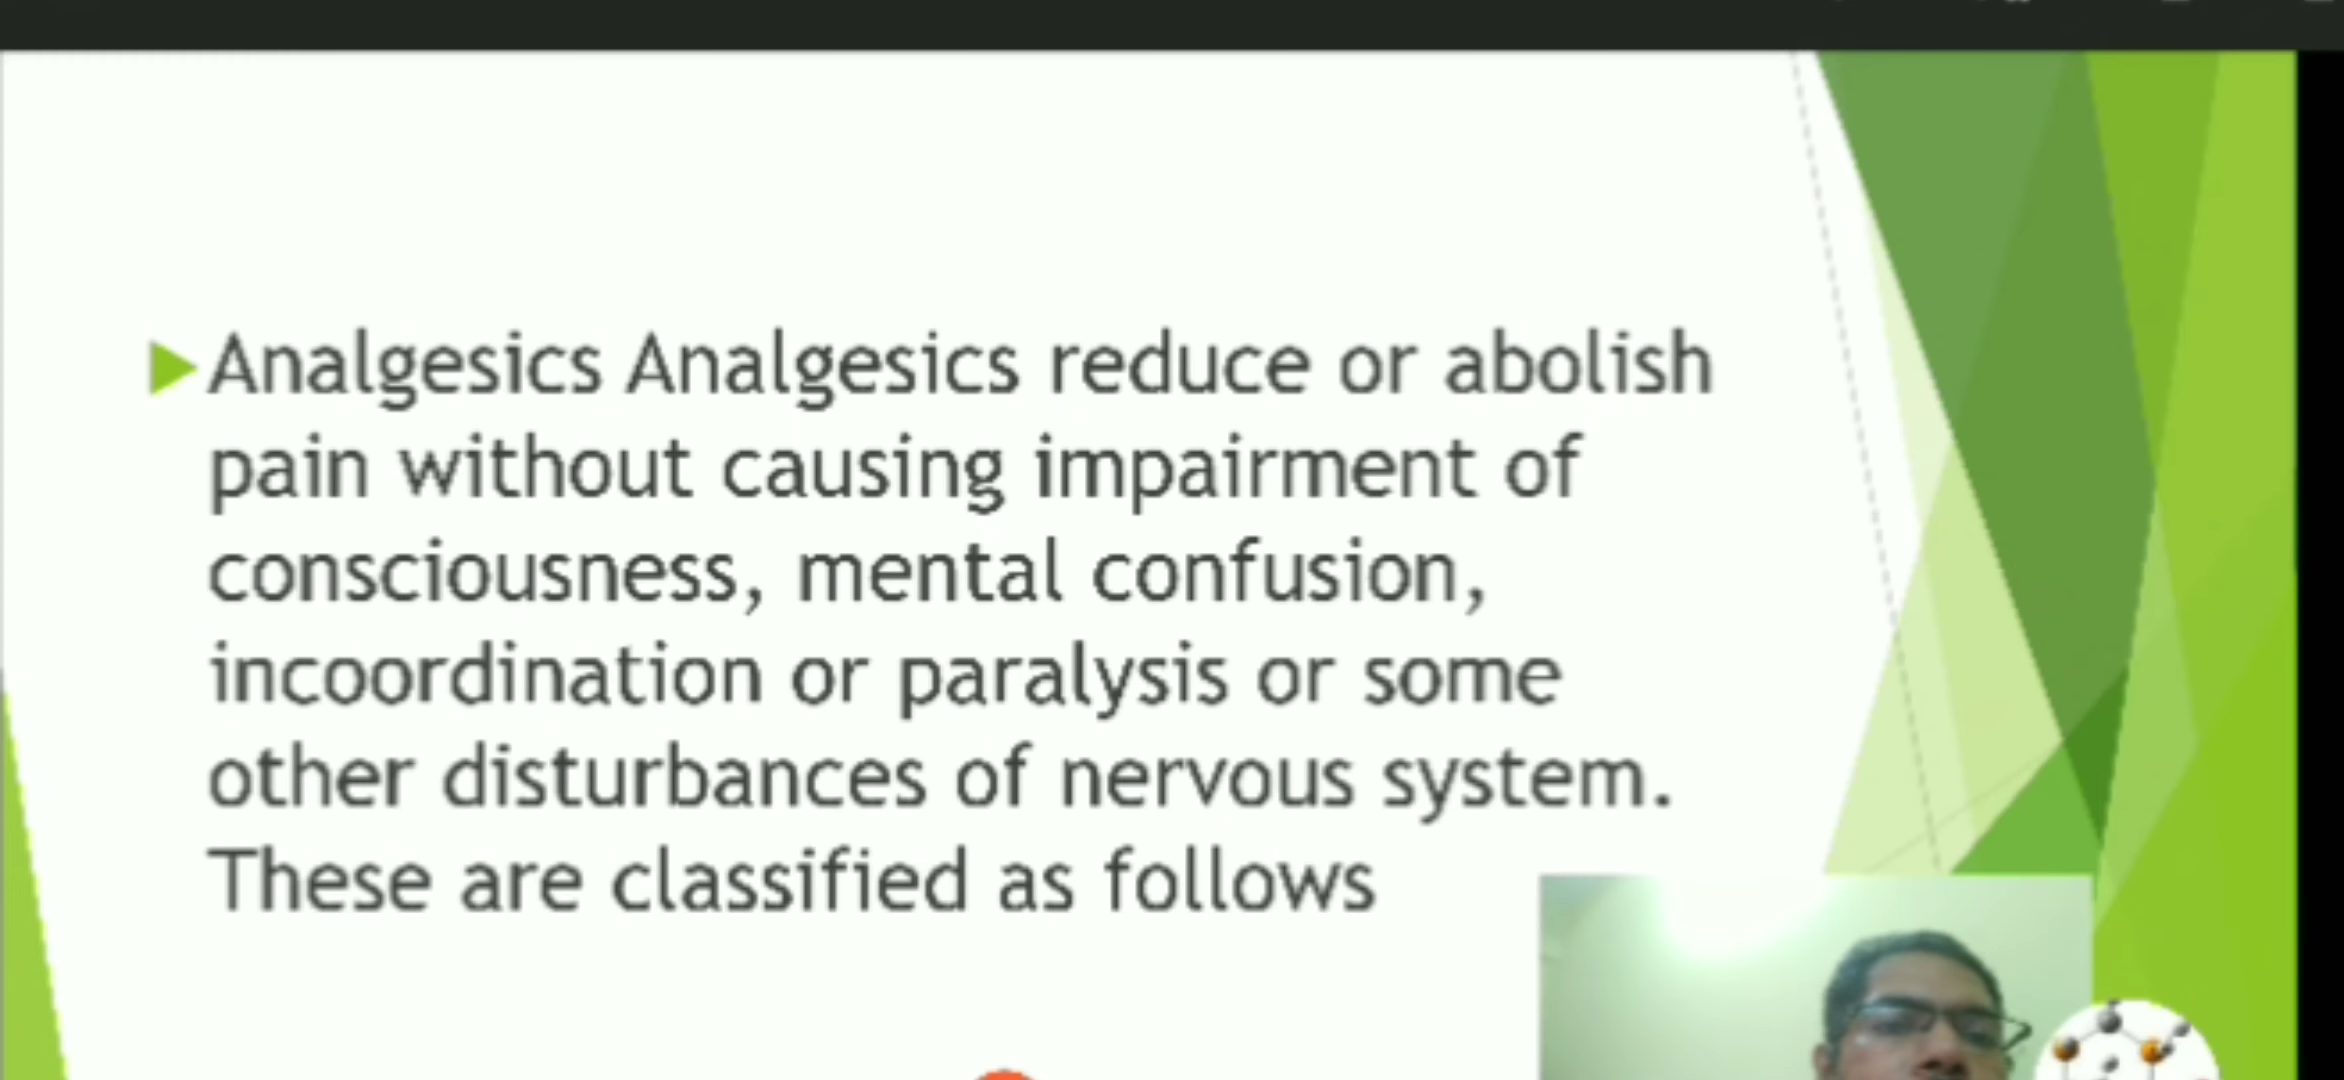 Analgesics Analgesics reduce or abolish
pain without causing impairment of
consciousness, mental confusion,
incoordination or paralysis or some
other disturbances of nervous system.
These are classified as follows